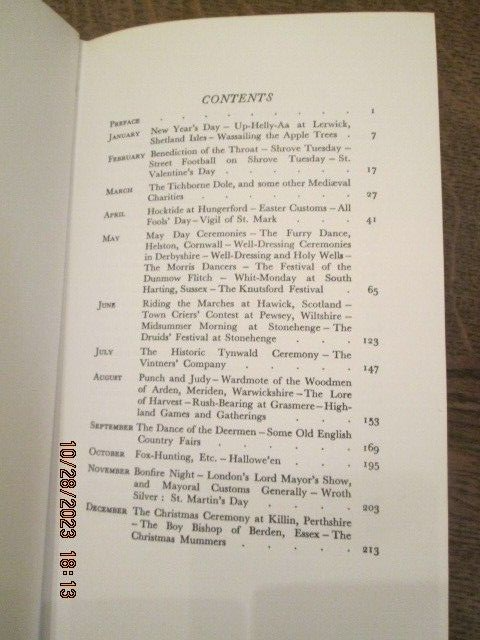 CONTENTS
PREFACE . . . . . . . 1
JANUARY New Year's Day – Up-Helly-Aa at Lerwick,
Shetland Isles – Wassailing the Apple Trees . 7
FEBRUARY Benediction of the Throat – Shrove Tuesday –
Street Football on Shrove Tuesday – St.
Valentine's Day . . . . . 17
MARCH The Tichborne Dole, and some other Mediæval
Charities . . . . . . 27
APRIL Hocktide at Hungerford – Easter Customs – All
Fools' Day – Vigil of St. Mark . . . 41
MAY May Day Ceremonies – The Furry Dance,
Helston, Cornwall – Well-Dressing Ceremonies
in Derbyshire – Well-Dressing and Holy Wells –
The Morris Dancers – The Festival of the
Dunmow Flitch – Whit-Monday at South
Harting, Sussex – The Knutsford Festival . 65
JUNE Riding the Marches at Hawick, Scotland –
Town Criers' Contest at Pewsey, Wiltshire –
Midsummer Morning at Stonehenge – The
Druids' Festival at Stonehenge . . . 123
JULY The Historic Tynwald Ceremony – The
Vintners' Company . . . . . 147
AUGUST Punch and Judy – Wardmote of the Woodmen
of Arden, Meriden, Warwickshire – The Lore
of Harvest – Rush-Bearing at Grasmere – High-
land Games and Gatherings . . . 153
SEPTEMBER The Dance of the Deermen – Some Old English
Country Fairs . . . . . . 169
OCTOBER Fox-Hunting, Etc. – Hallowe'en . . . 195
NOVEMBER Bonfire Night – London's Lord Mayor's Show,
and Mayoral Customs Generally – Wroth
Silver : St. Martin's Day . . . . 203
DECEMBER The Christmas Ceremony at Killin, Perthshire
– The Boy Bishop of Berden, Essex – The
Christmas Mummers . . . . . 213
10/28/2023 18:13